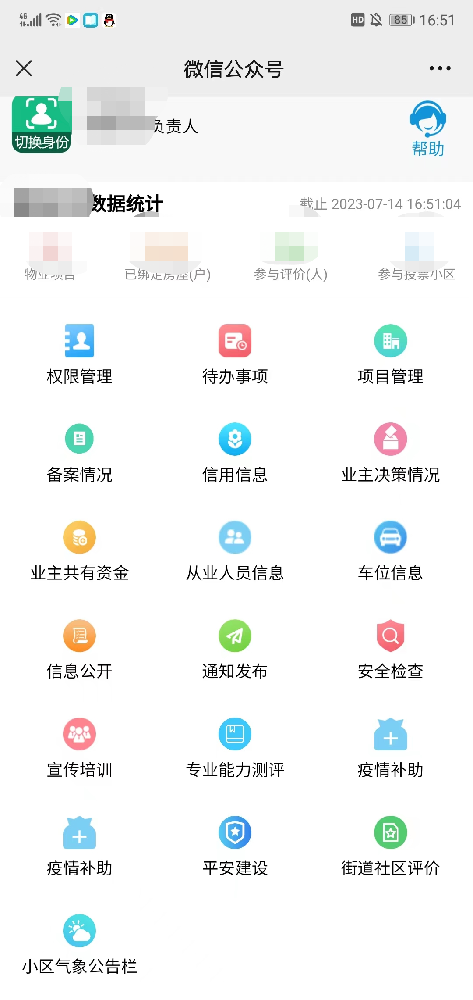 4G HD 85 16:51
微信公众号
切换身份
负责人
帮助
数据统计 截止 2023-07-14 16:51:04
物业项目 已绑定房屋(户) 参与评价(人) 参与投票小区
权限管理 待办事项 项目管理
备案情况 信用信息 业主决策情况
业主共有资金 从业人员信息 车位信息
信息公开 通知发布 安全检查
宣传培训 专业能力测评 疫情补助
疫情补助 平安建设 街道社区评价
小区气象公告栏